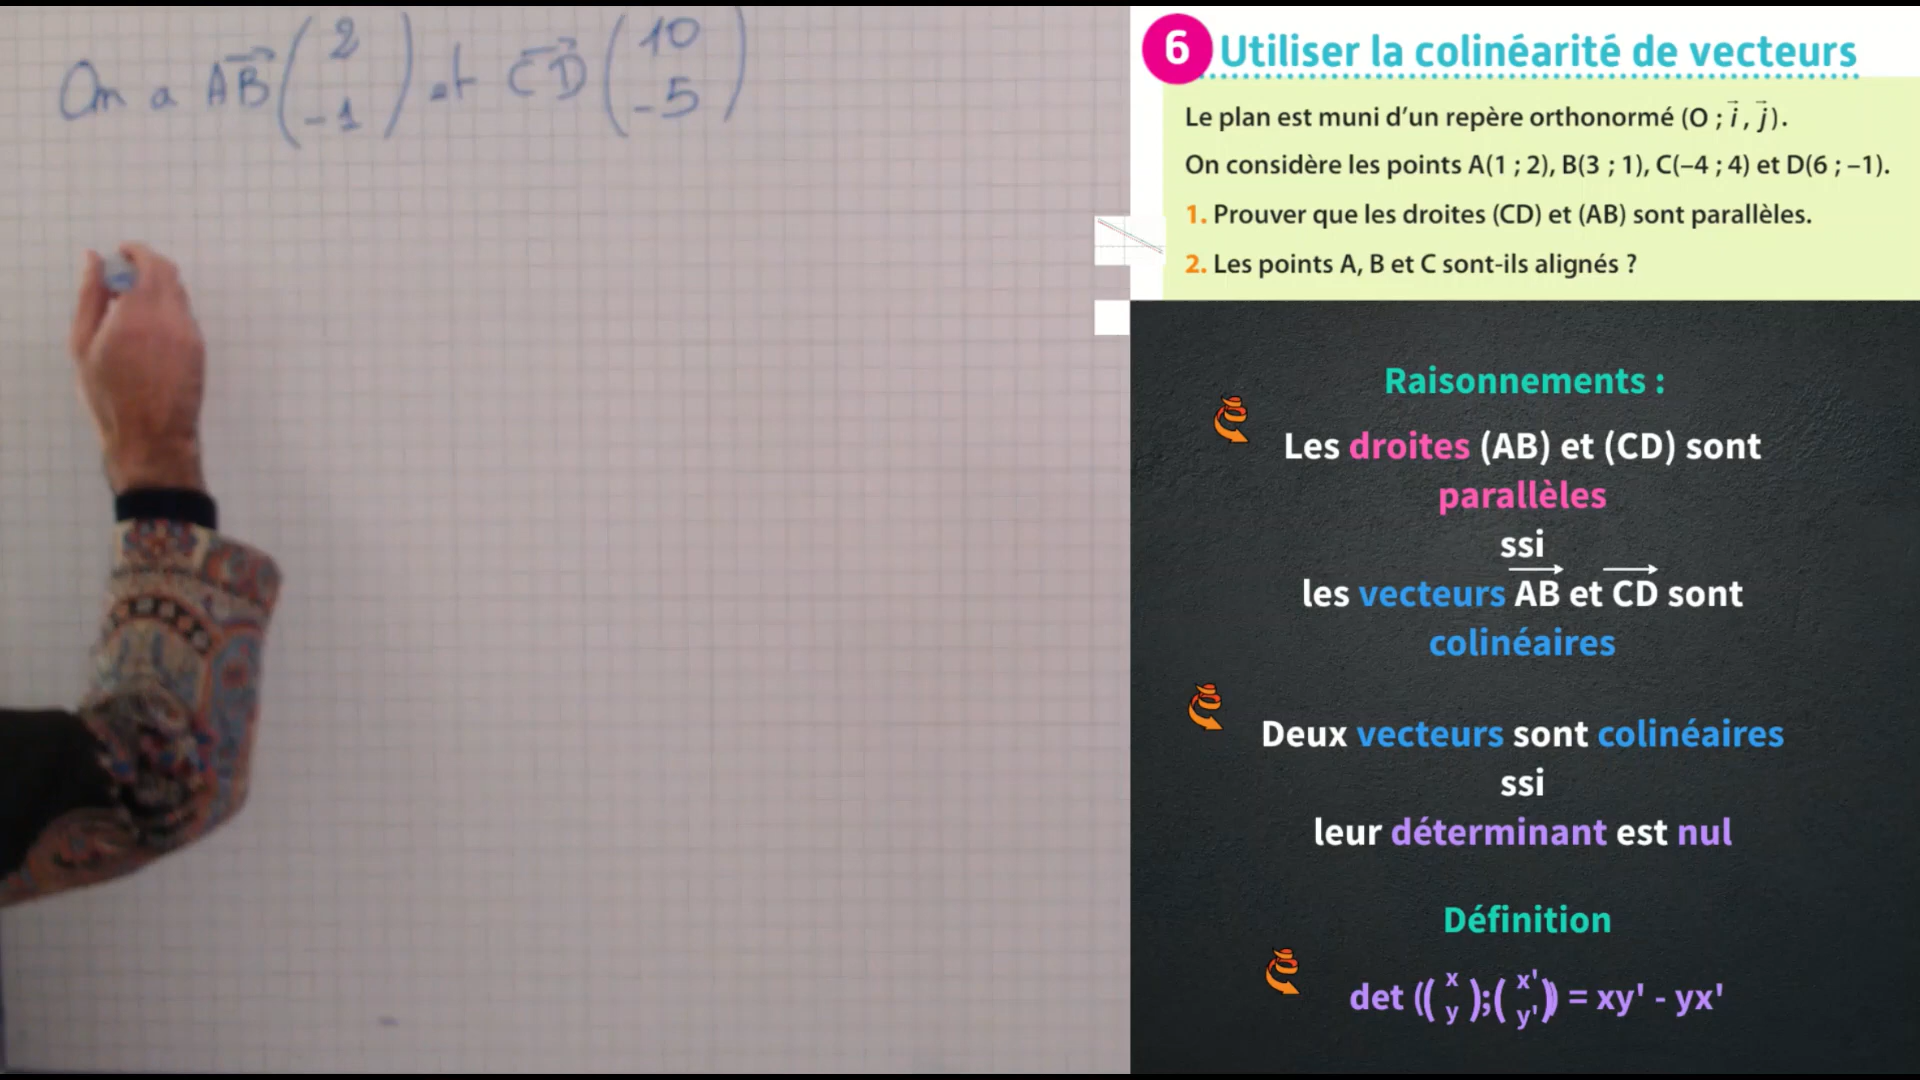 On a AB→ ( 2 -1 ) et CD→ ( 10 -5 )
6 Utiliser la colinéarité de vecteurs
Le plan est muni d'un repère orthonormé (O ; i⃗, j⃗).
On considère les points A(1 ; 2), B(3 ; 1), C(–4 ; 4) et D(6 ; –1).
1. Prouver que les droites (CD) et (AB) sont parallèles.
2. Les points A, B et C sont-ils alignés ?
Raisonnements :
Les droites (AB) et (CD) sont
parallèles
ssi
les vecteurs AB→ et CD→ sont
colinéaires
Deux vecteurs sont colinéaires
ssi
leur déterminant est nul
Définition
det (( x y );( x' y' )) = xy' - yx'